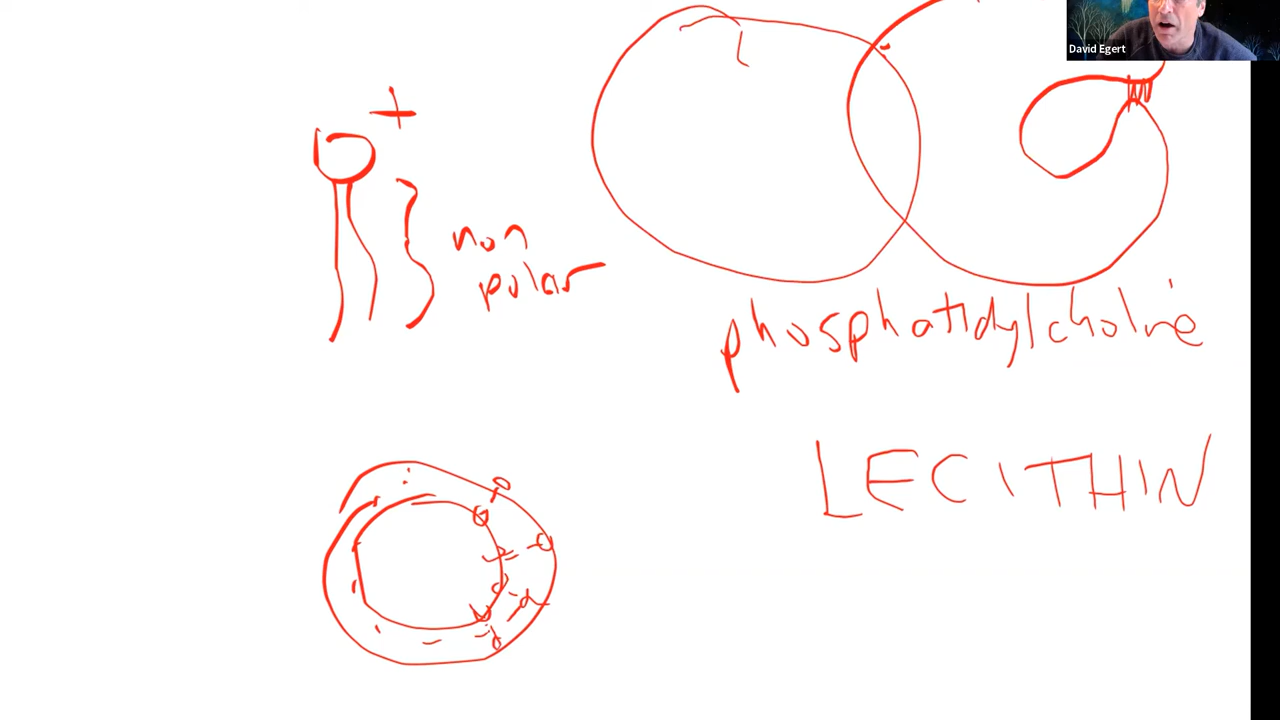 David Egert
+
non
polar
phosphatidylcholine
LECITHIN